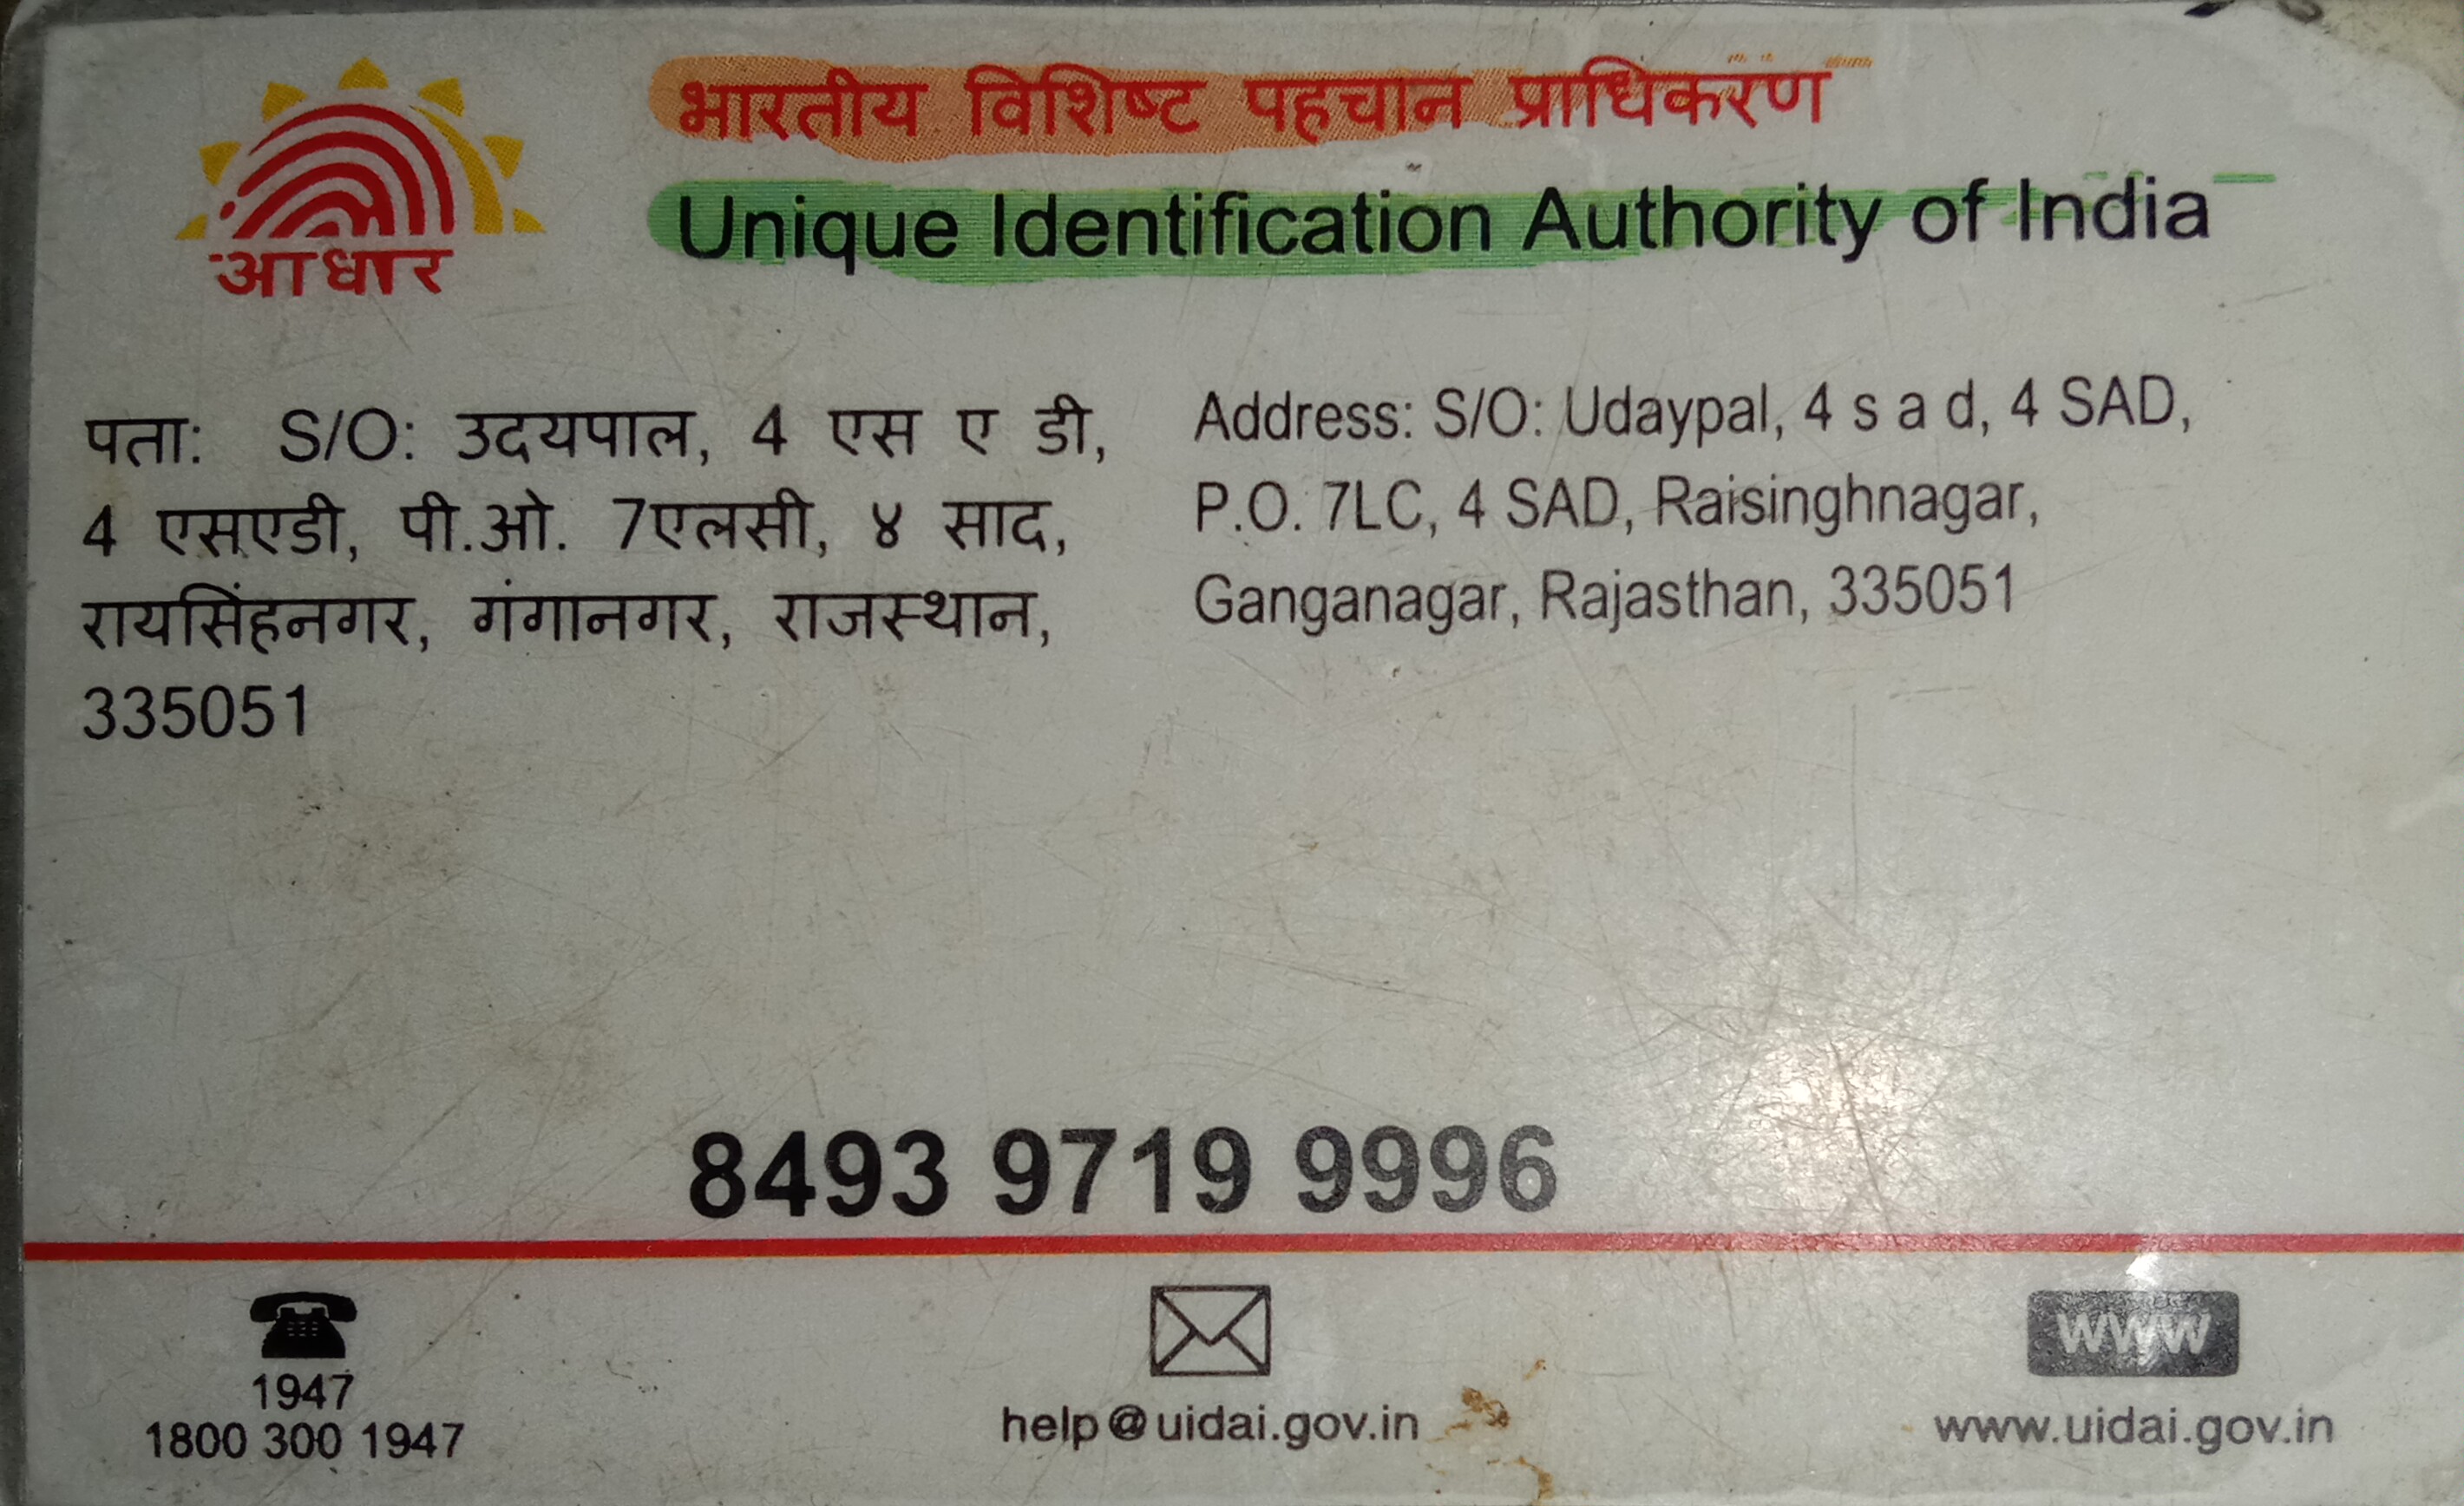 आधार
भारतीय विशिष्ट पहचान प्राधिकरण
Unique Identification Authority of India
पता: S/O: उदयपाल, 4 एस ए डी,
4 एसएडी, पी.ओ. 7एलसी, ४ साद,
रायसिंहनगर, गंगानगर, राजस्थान,
335051
Address: S/O: Udaypal, 4 s a d, 4 SAD,
P.O. 7LC, 4 SAD, Raisinghnagar,
Ganganagar, Rajasthan, 335051
8493 9719 9996
1947
1800 300 1947
help@uidai.gov.in
WWW
www.uidai.gov.in